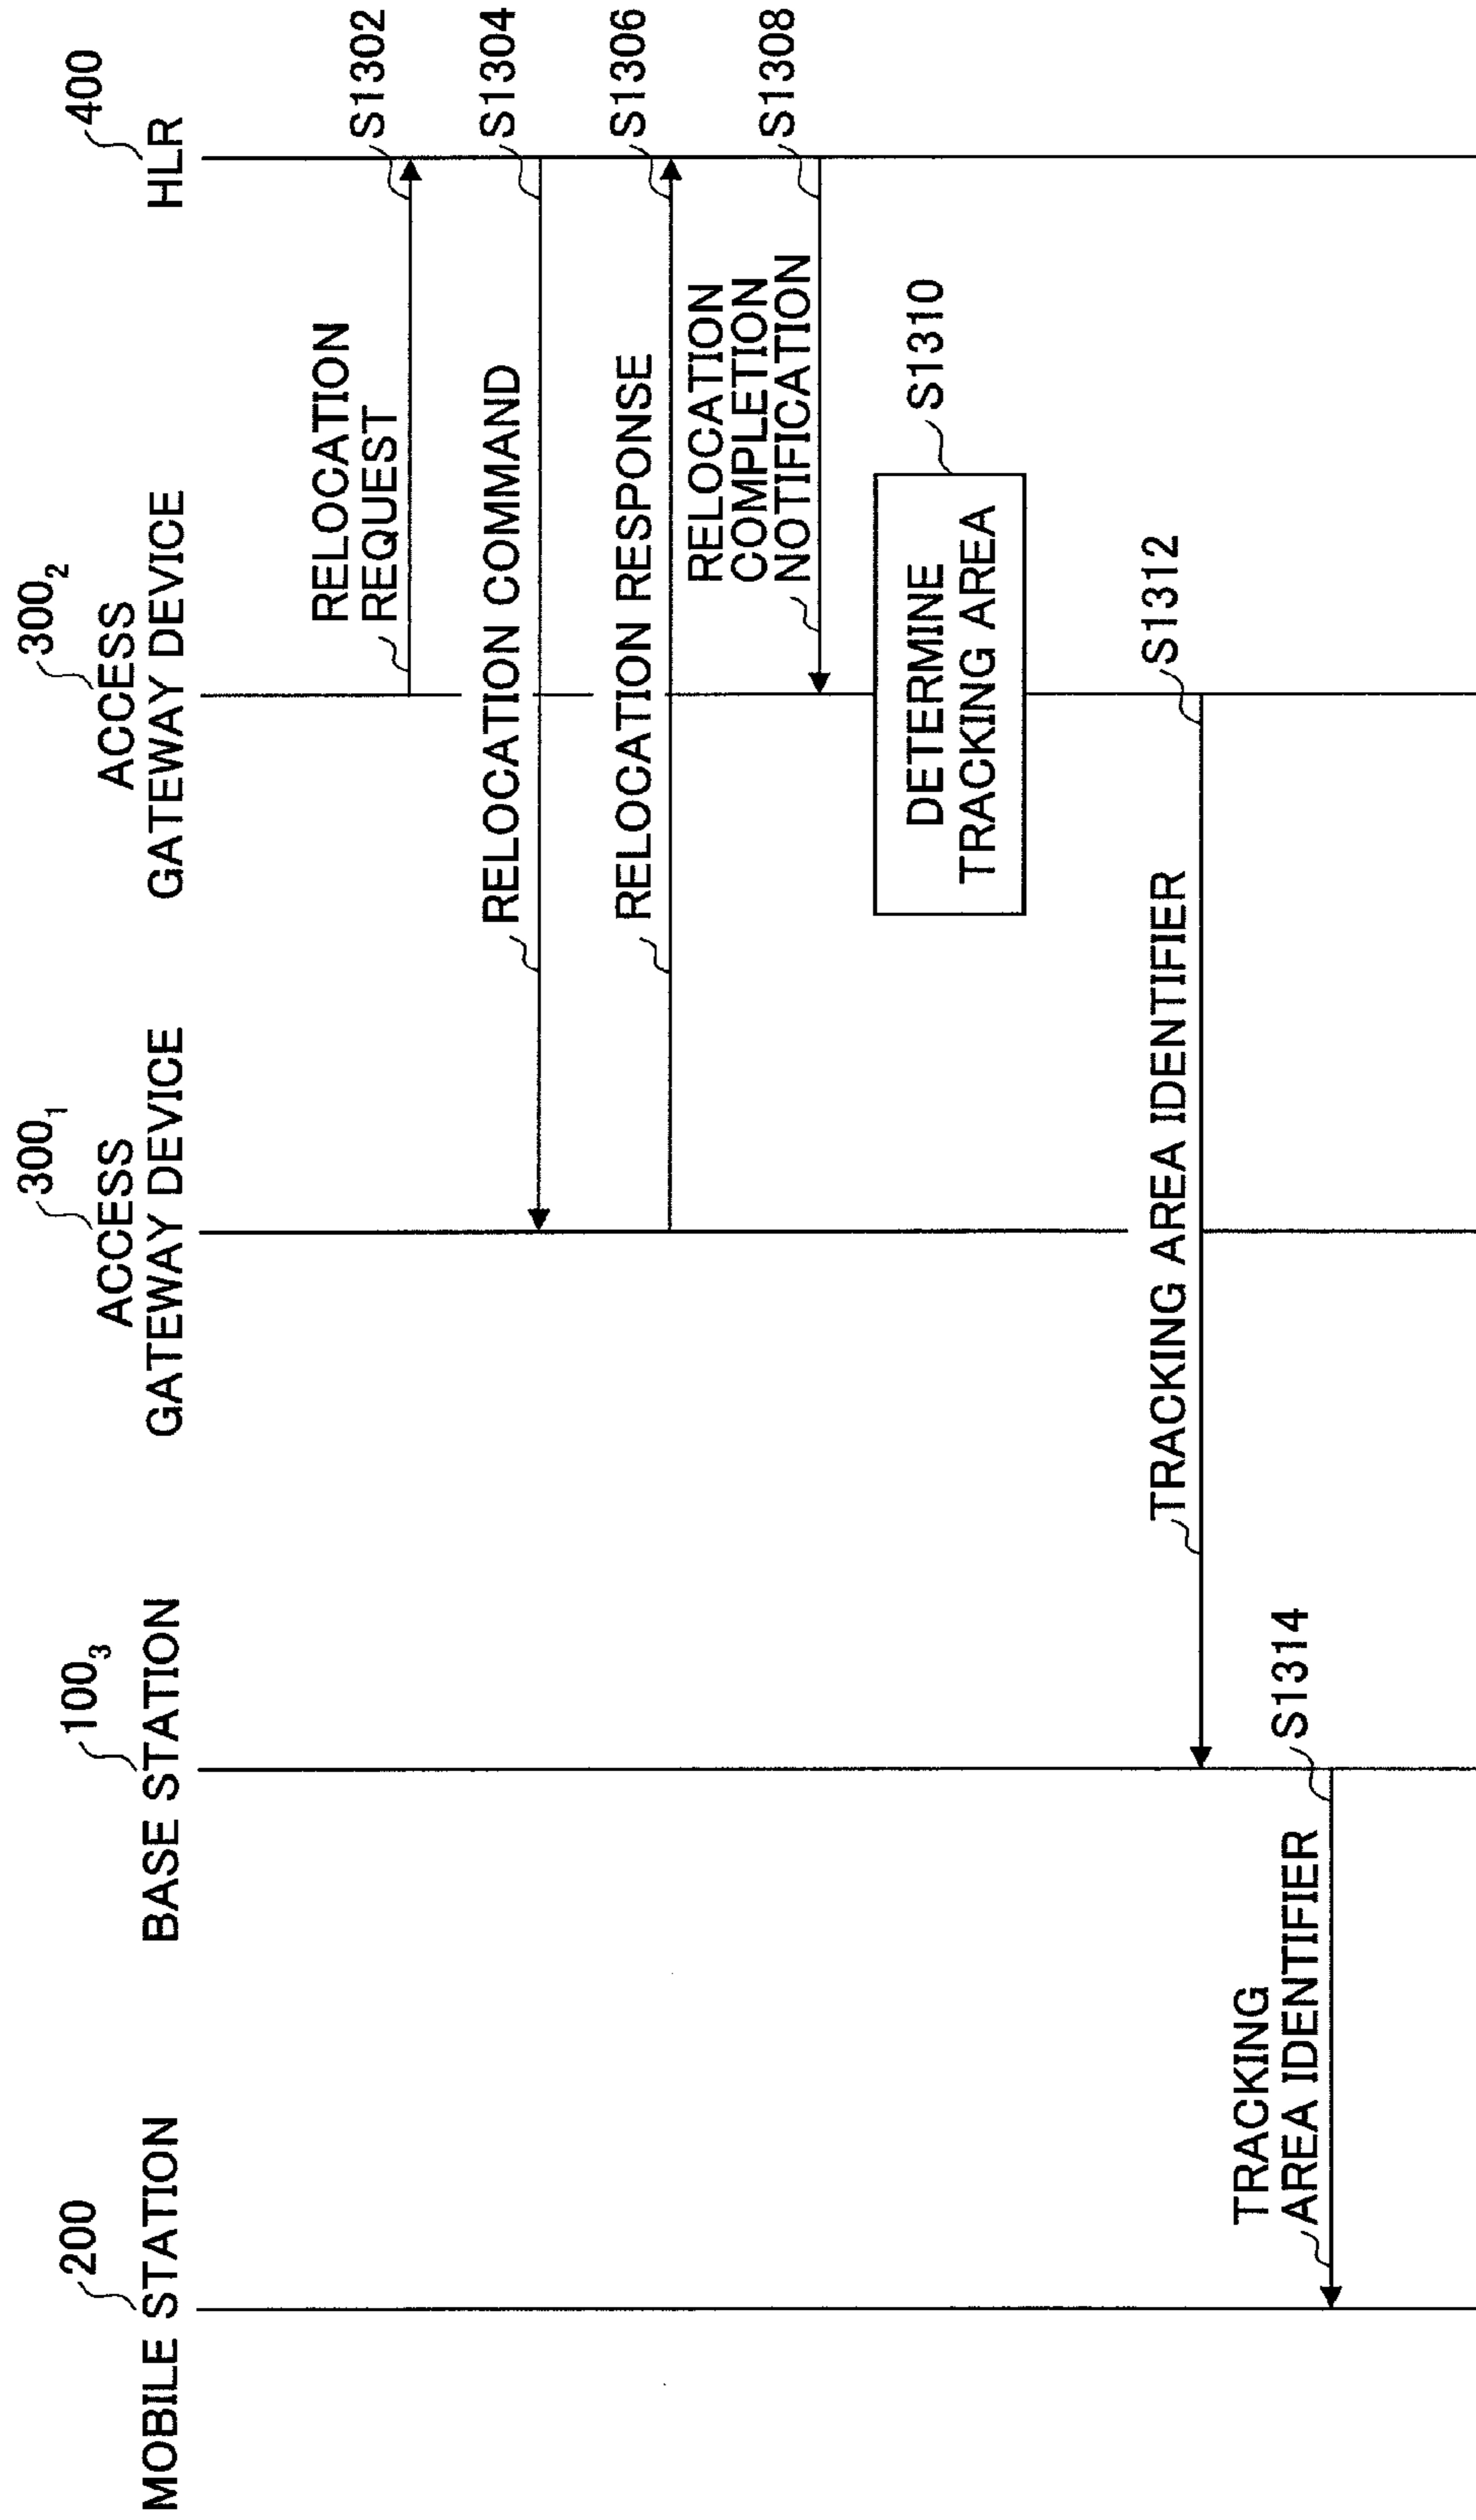 200
MOBILE STATION
100₃
BASE STATION
300₁
ACCESS
GATEWAY DEVICE
300₂
ACCESS
GATEWAY DEVICE
400
HLR
RELOCATION
REQUEST
S1302
RELOCATION COMMAND
S1304
RELOCATION RESPONSE
S1306
RELOCATION
COMPLETION
NOTIFICATION
S1308
DETERMINE
TRACKING AREA
S1310
TRACKING AREA IDENTIFIER
S1312
TRACKING
AREA IDENTIFIER
S1314